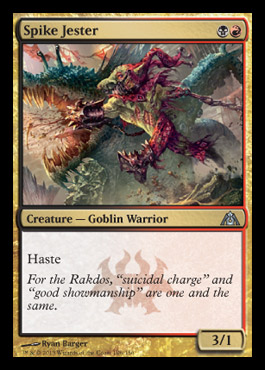 Spike Jester
Creature — Goblin Warrior
Haste
For the Rakdos, “suicidal charge” and
“good showmanship” are one and the
same.
Ryan Barger
3/1